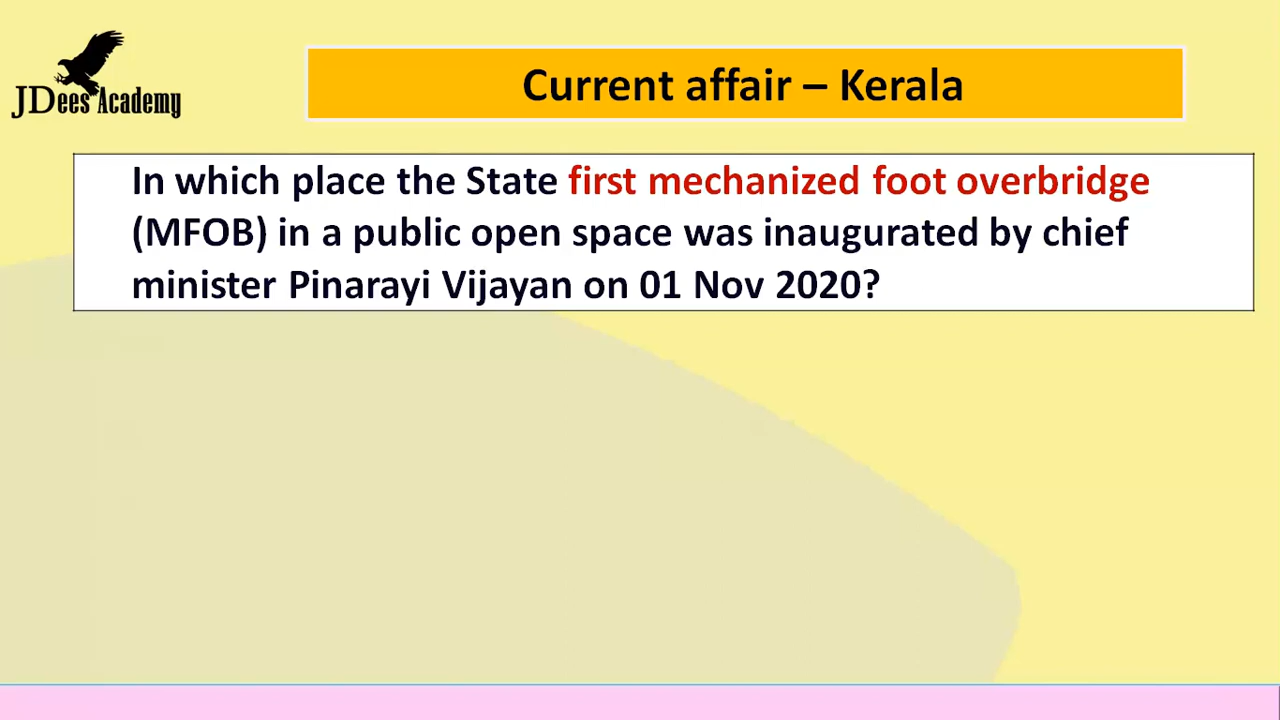 JDees Academy
Current affair – Kerala
In which place the State first mechanized foot overbridge
(MFOB) in a public open space was inaugurated by chief
minister Pinarayi Vijayan on 01 Nov 2020?